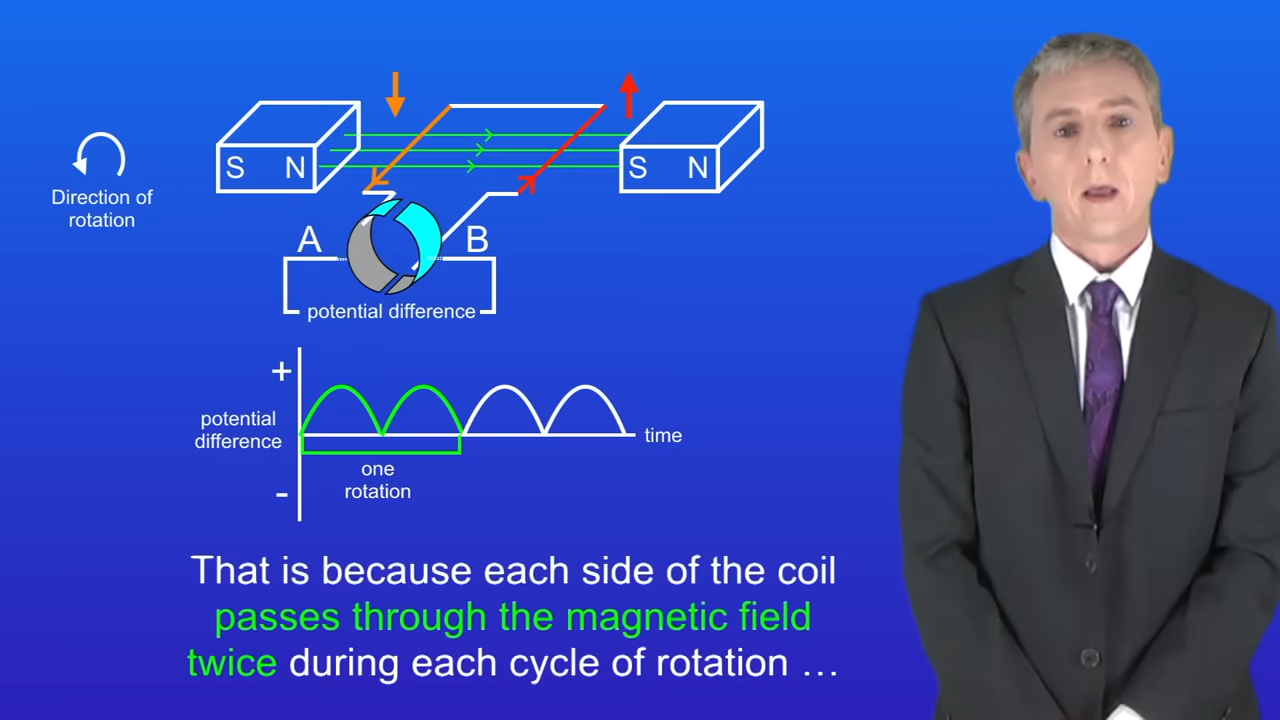 S N
S N
Direction of
rotation
A
B
potential difference
+
potential
difference
time
one
rotation
-
That is because each side of the coil
passes through the magnetic field
twice during each cycle of rotation …